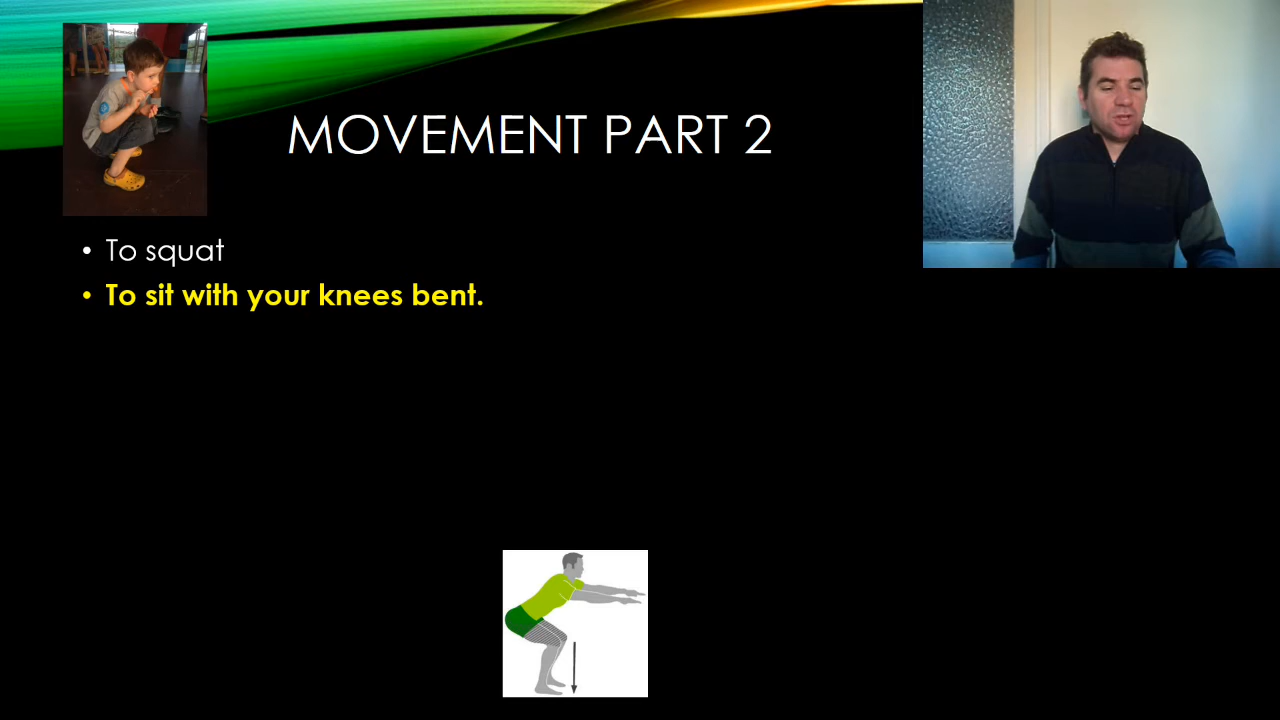 MOVEMENT PART 2
• To squat
• To sit with your knees bent.